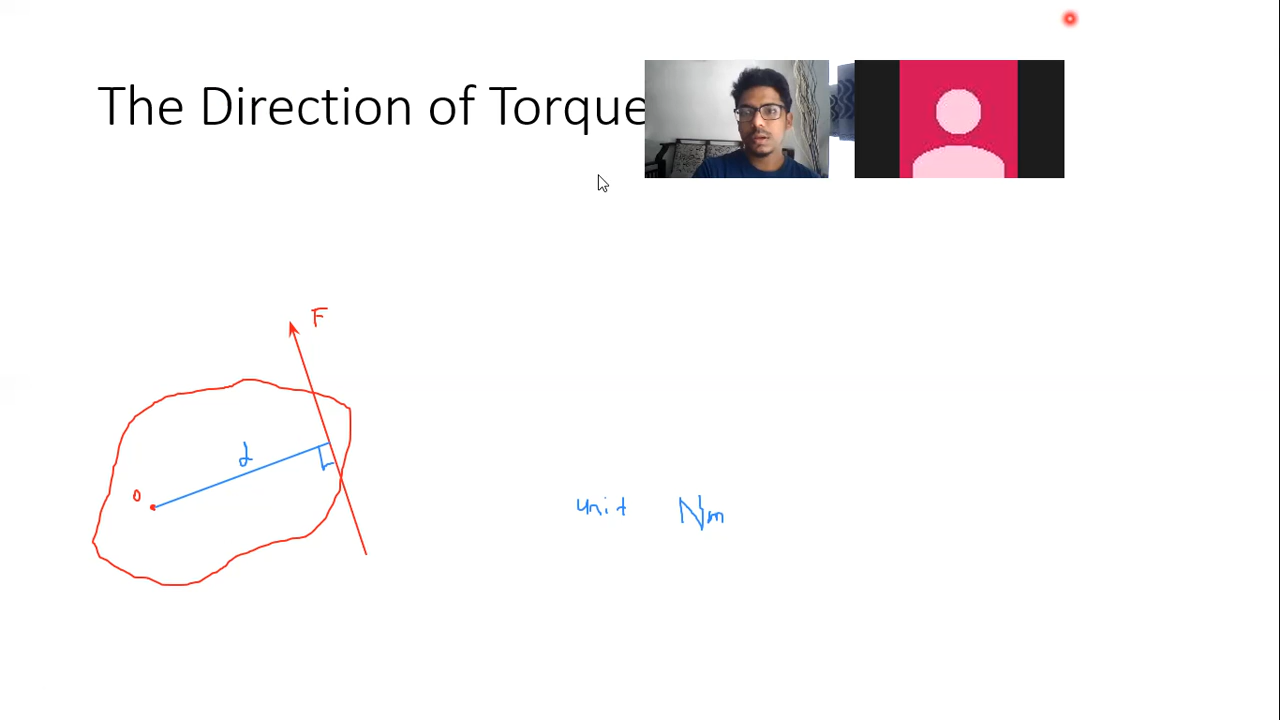 The Direction of Torque
F
d
o
unit Nm